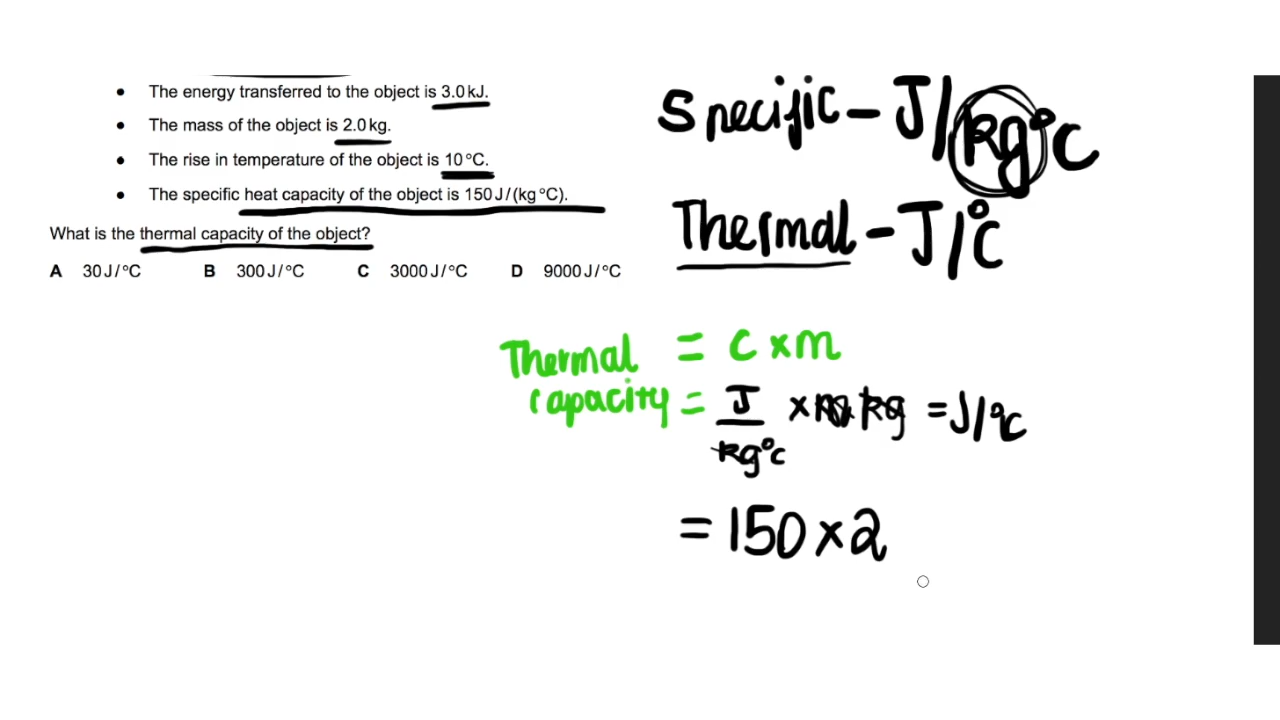 • The energy transferred to the object is 3.0 kJ.
• The mass of the object is 2.0 kg.
• The rise in temperature of the object is 10 °C.
• The specific heat capacity of the object is 150 J/(kg °C).
What is the thermal capacity of the object?
A 30 J/°C B 300 J/°C C 3000 J/°C D 9000 J/°C
Specific - J/kg°C
Thermal - J/°C
Thermal = c × m
capacity = J/kg°C × kg = J/°C
= 150 × 2